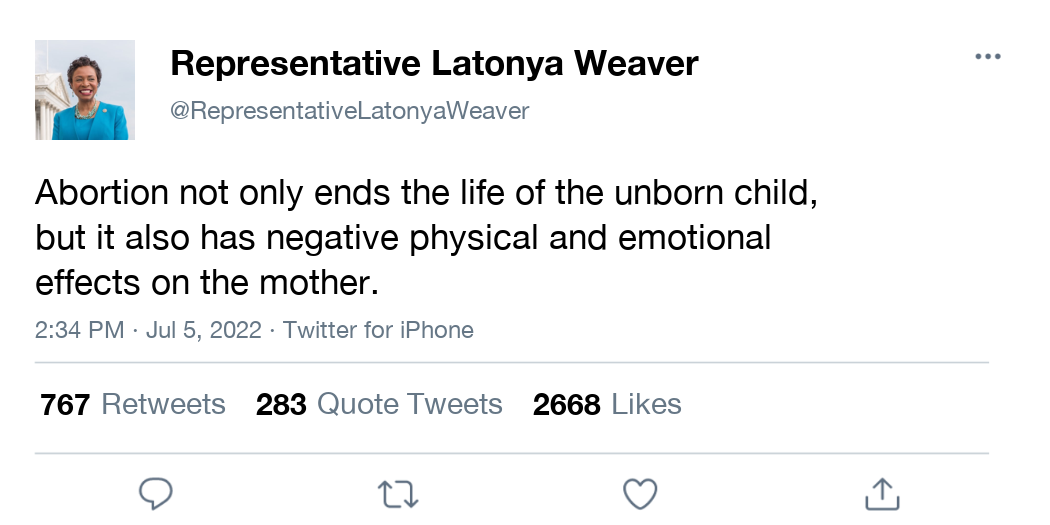 Representative Latonya Weaver
@RepresentativeLatonyaWeaver
Abortion not only ends the life of the unborn child,
but it also has negative physical and emotional
effects on the mother.
2:34 PM · Jul 5, 2022 · Twitter for iPhone
767 Retweets 283 Quote Tweets 2668 Likes